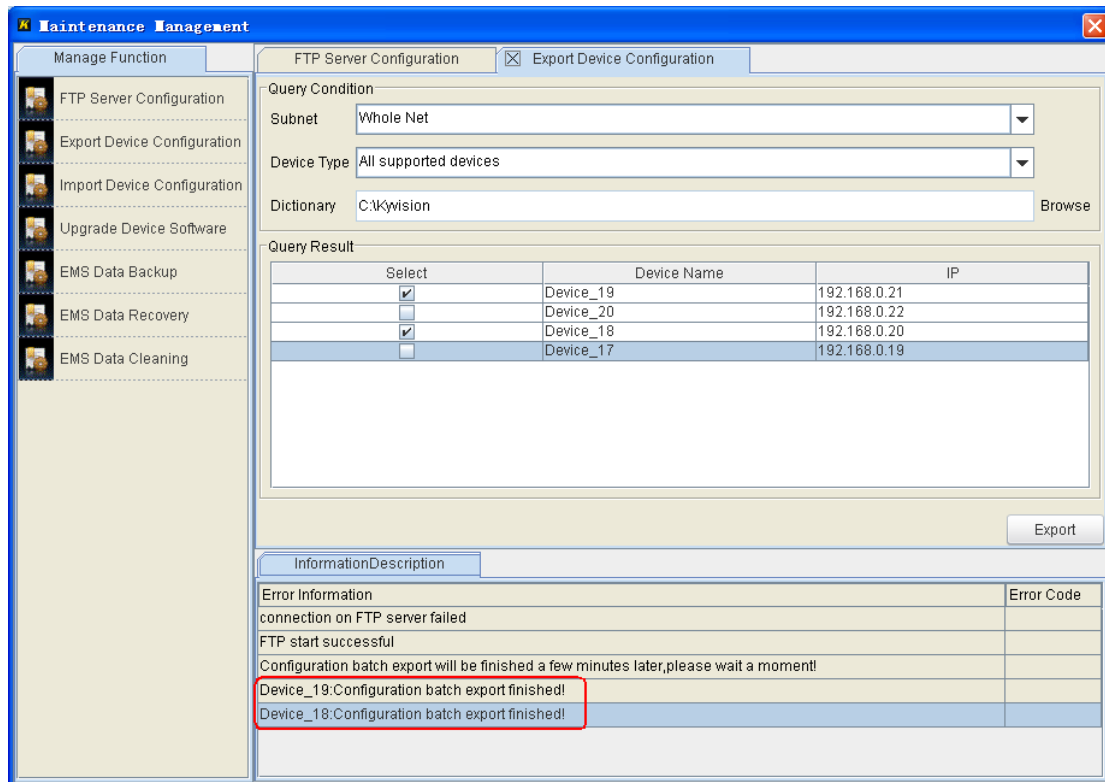 Maintenance Management
Manage Function
FTP Server Configuration
Export Device Configuration
Import Device Configuration
Upgrade Device Software
EMS Data Backup
EMS Data Recovery
EMS Data Cleaning
FTP Server Configuration Export Device Configuration
Query Condition
Subnet Whole Net
Device Type All supported devices
Dictionary C:\Kyvision Browse
Query Result
Select Device Name IP
Device_19 192.168.0.21
Device_20 192.168.0.22
Device_18 192.168.0.20
Device_17 192.168.0.19
Export
InformationDescription
Error Information Error Code
connection on FTP server failed
FTP start successful
Configuration batch export will be finished a few minutes later,please wait a moment!
Device_19:Configuration batch export finished!
Device_18:Configuration batch export finished!